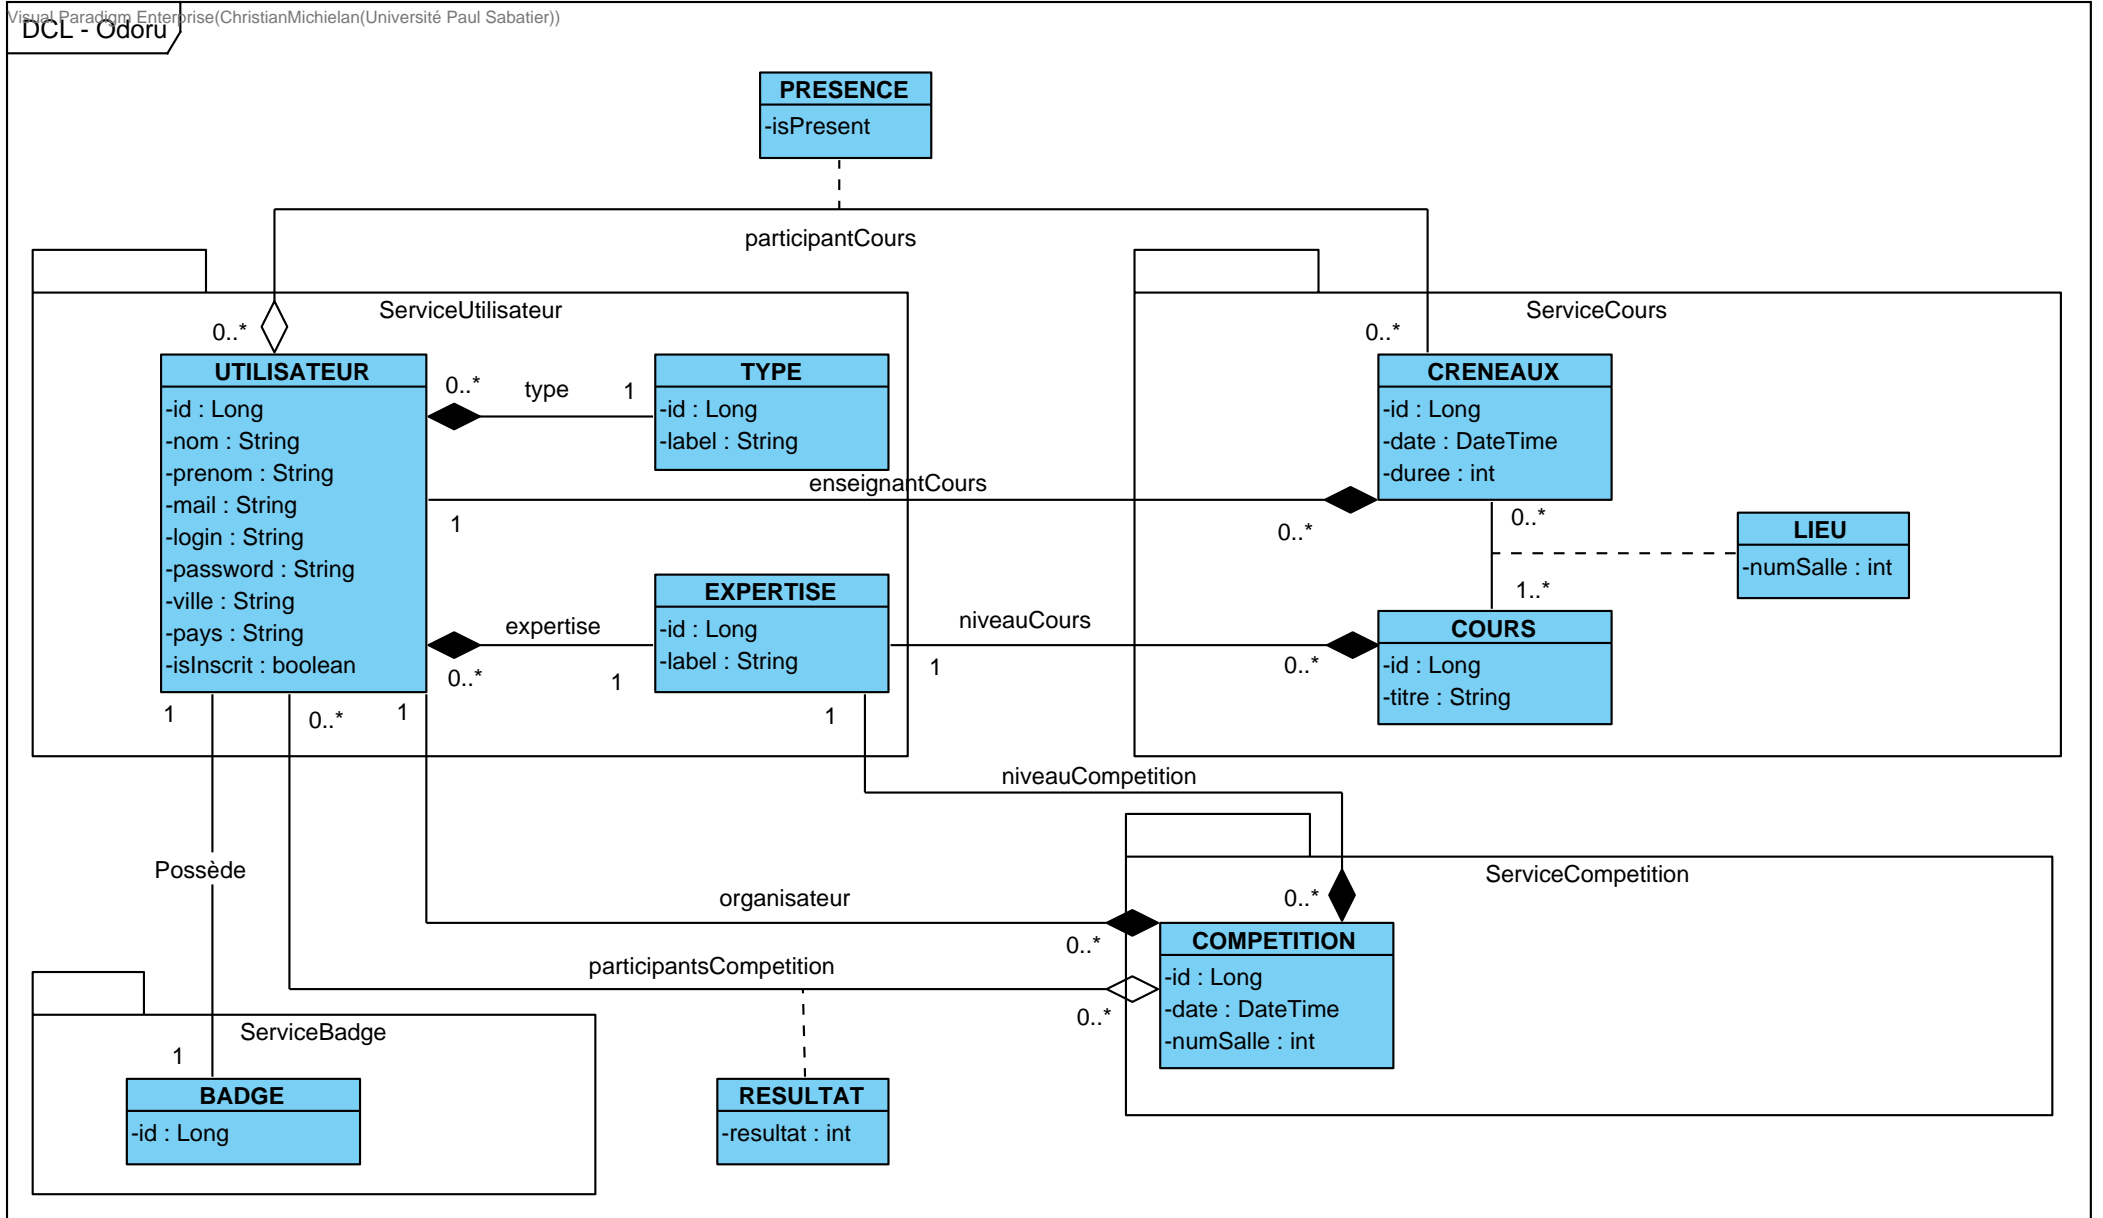 Visual Paradigm Enterprise(ChristianMichielan(Université Paul Sabatier))
DCL - Odoru
PRESENCE
-isPresent
participantCours
ServiceUtilisateur
ServiceCours
0..*
0..*
UTILISATEUR
-id : Long
-nom : String
-prenom : String
-mail : String
-login : String
-password : String
-ville : String
-pays : String
-isInscrit : boolean
0..*
type
1
TYPE
-id : Long
-label : String
CRENEAUX
-id : Long
-date : DateTime
-duree : int
enseignantCours
1
0..*
0..*
LIEU
-numSalle : int
1..*
EXPERTISE
-id : Long
-label : String
expertise
0..*
1
niveauCours
1
0..*
COURS
-id : Long
-titre : String
1
0..*
1
1
niveauCompetition
Possède
organisateur
0..*
0..*
ServiceCompetition
COMPETITION
-id : Long
-date : DateTime
-numSalle : int
participantsCompetition
0..*
ServiceBadge
1
BADGE
-id : Long
RESULTAT
-resultat : int